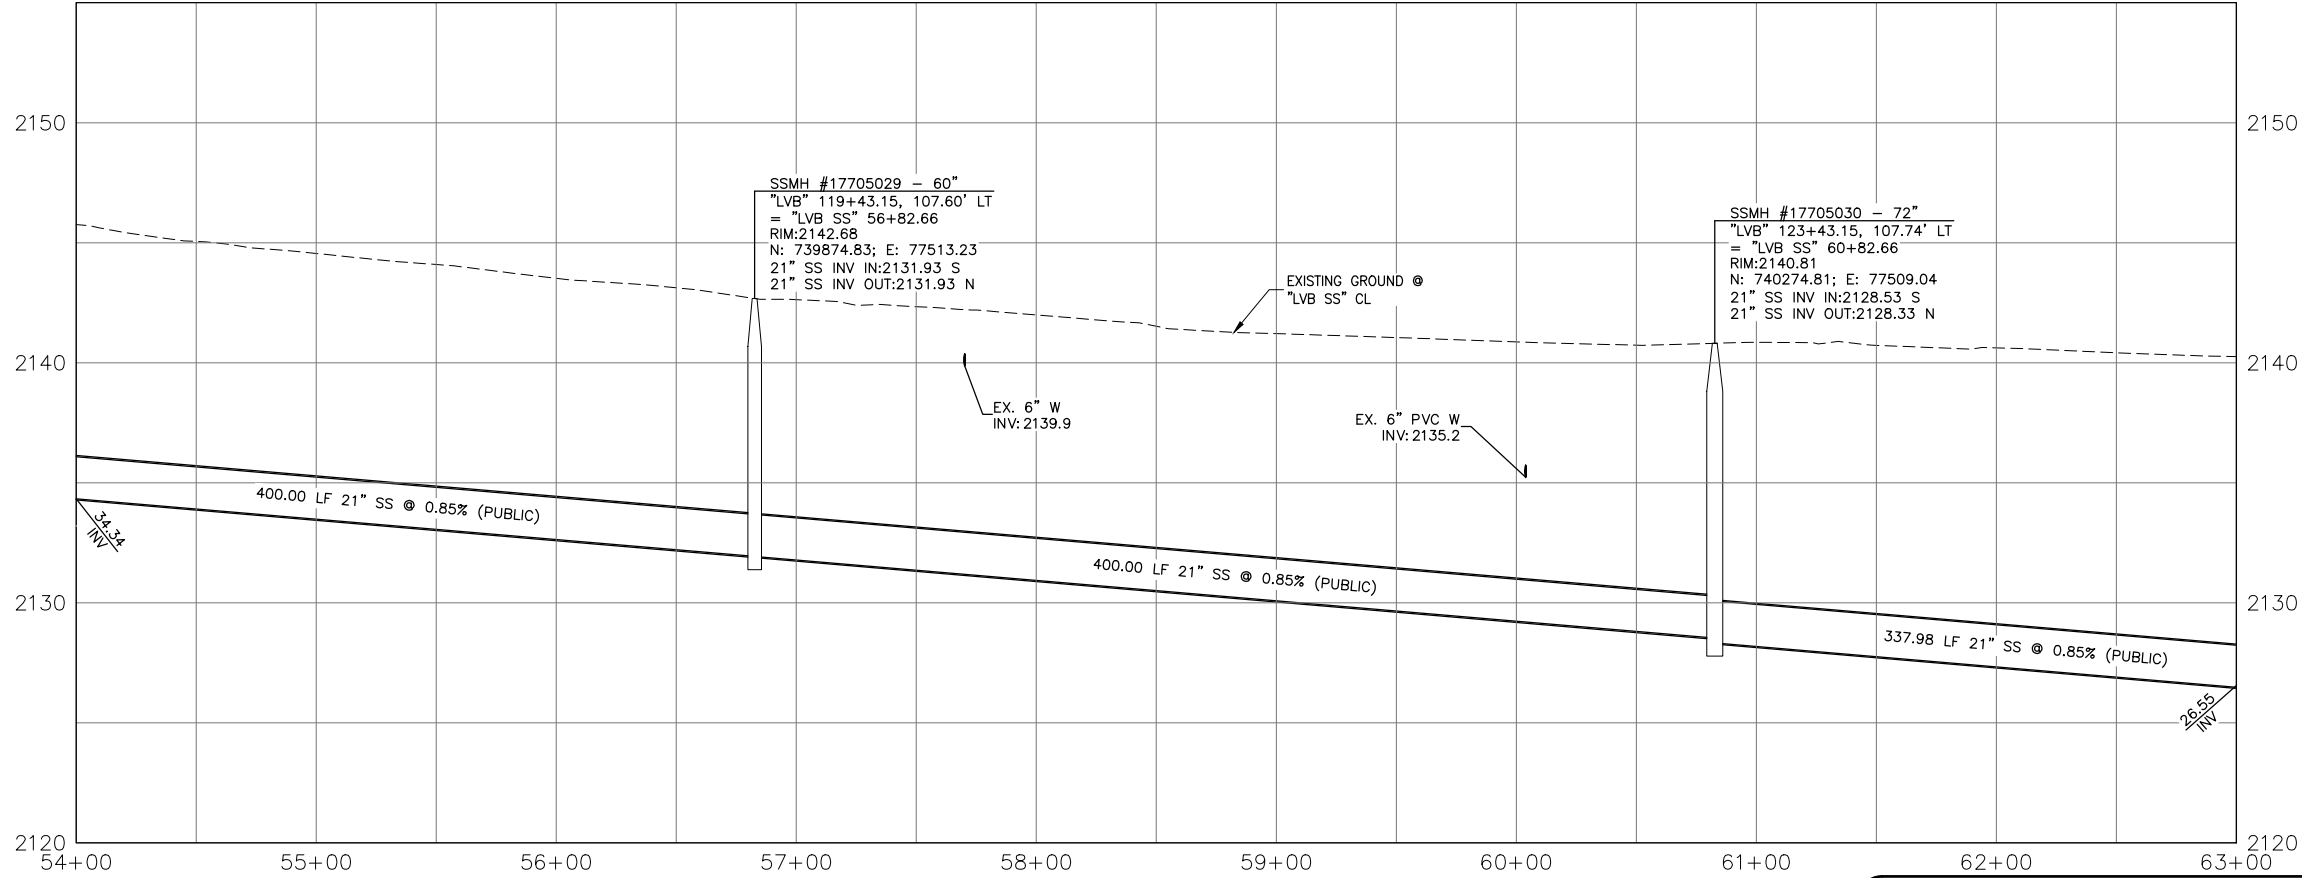 2150
2150
SSMH #17705029 - 60"
"LVB" 119+43.15, 107.60' LT
= "LVB SS" 56+82.66
RIM:2142.68
N: 739874.83; E: 77513.23
21" SS INV IN:2131.93 S
21" SS INV OUT:2131.93 N
SSMH #17705030 - 72"
"LVB" 123+43.15, 107.74' LT
= "LVB SS" 60+82.66
RIM:2140.81
N: 740274.81; E: 77509.04
21" SS INV IN:2128.53 S
21" SS INV OUT:2128.33 N
EXISTING GROUND @
"LVB SS" CL
2140
2140
EX. 6" W
INV:2139.9
EX. 6" PVC W
INV:2135.2
400.00 LF 21" SS @ 0.85% (PUBLIC)
34.34
INV
400.00 LF 21" SS @ 0.85% (PUBLIC)
2130
2130
337.98 LF 21" SS @ 0.85% (PUBLIC)
26.55
INV
2120
2120
54+00
55+00
56+00
57+00
58+00
59+00
60+00
61+00
62+00
63+00